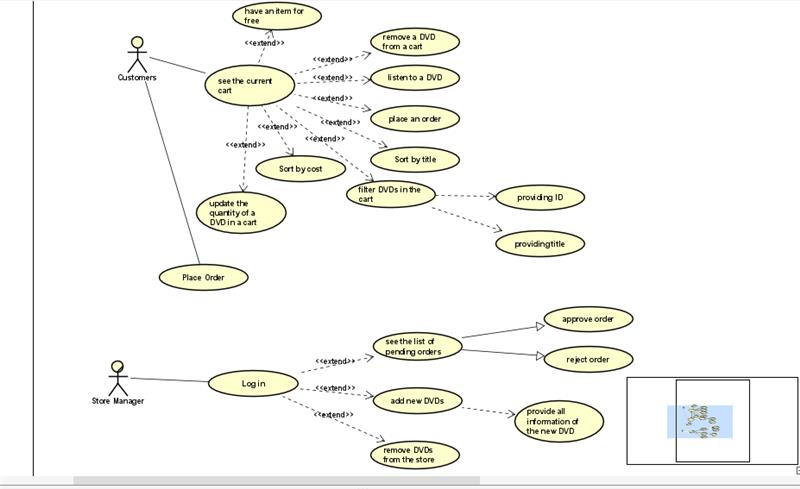 have an item for
free
<<extend>>
remove a DVD
from a cart
Customers
see the current
cart
<<extend>>
<<extend>>
listen to a DVD
<<extend>>
place an order
<<extend>>
<<extend>>
<<extend>>
<<extend>>
Sort by title
Sort by cost
filter DVDs in the
cart
providing ID
update the
quantity of a
DVD in a cart
providing title
Place Order
approve order
see the list of
pending orders
reject order
<<extend>>
Store Manager
Log in
<<extend>>
add new DVDs
<<extend>>
provide all
information of
the new DVD
remove DVDs
from the store